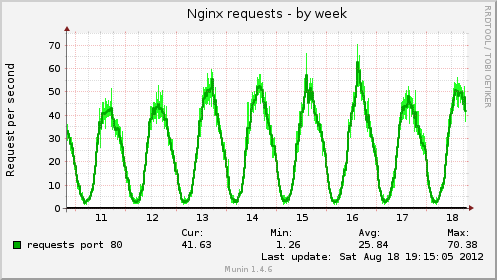 Nginx requests - by week
RRDTOOL / TOBI OETIKER
Request per second
70
60
50
40
30
20
10
0
11 12 13 14 15 16 17 18
Cur: Min: Avg: Max:
requests port 80 41.63 1.26 25.84 70.38
Last update: Sat Aug 18 19:15:05 2012
Munin 1.4.6